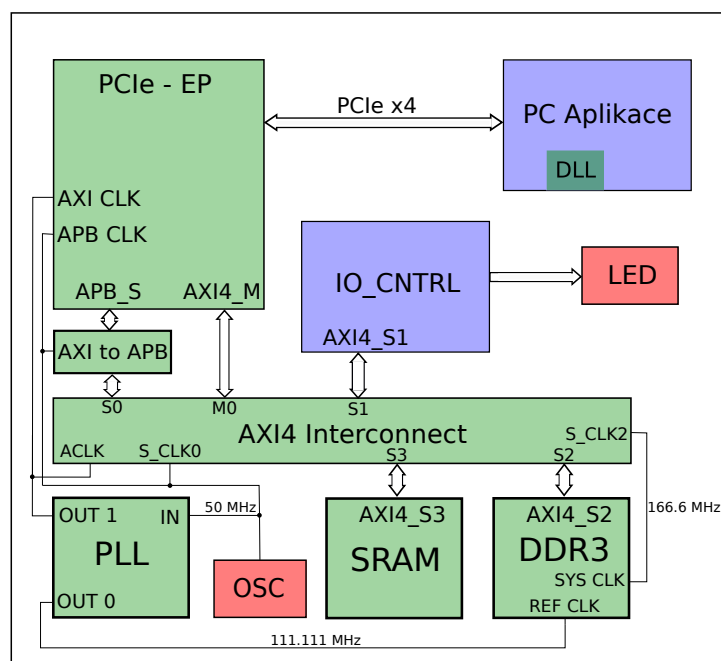 PCIe - EP
PCIe x4
PC Aplikace
DLL
AXI CLK
APB CLK
APB_S
AXI4_M
IO_CNTRL
AXI4_S1
LED
AXI to APB
S0
M0
S1
AXI4 Interconnect
S_CLK2
ACLK
S_CLK0
S3
S2
OUT 1
IN
50 MHz
PLL
OUT 0
OSC
AXI4_S3
SRAM
AXI4_S2
DDR3
SYS CLK
REF CLK
166.6 MHz
111.111 MHz